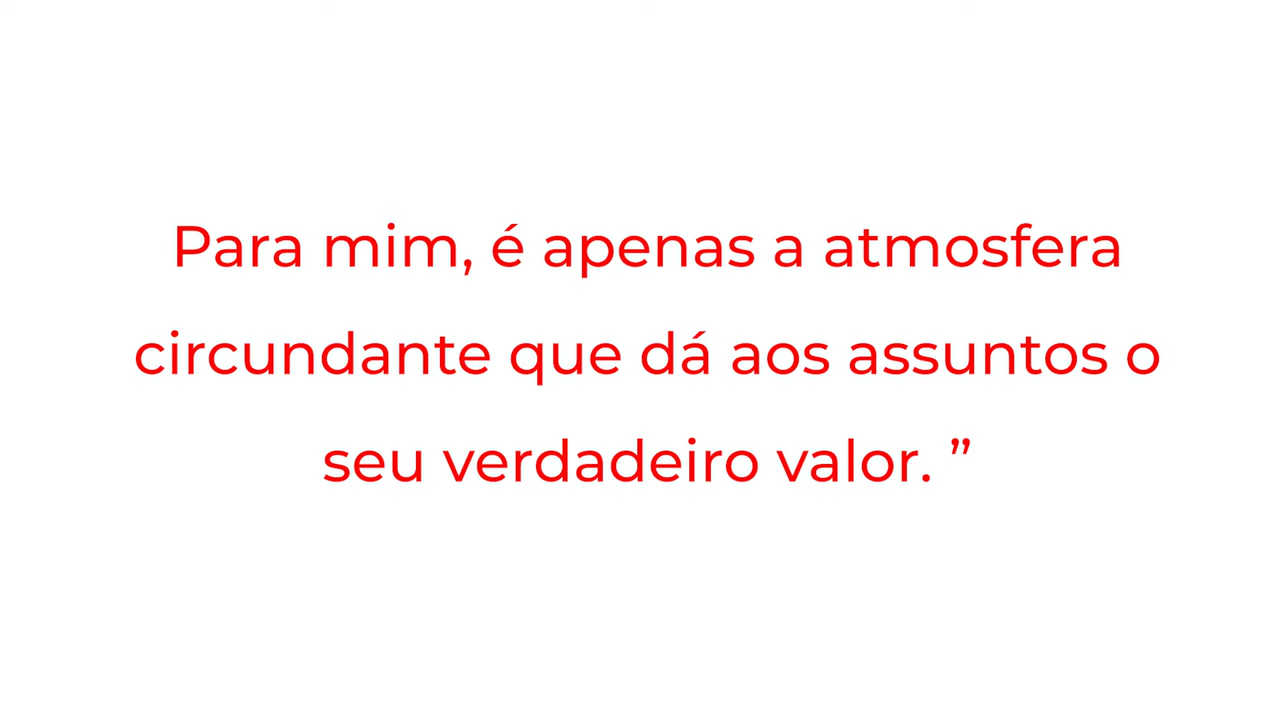 Para mim, é apenas a atmosfera
circundante que dá aos assuntos o
seu verdadeiro valor. ”